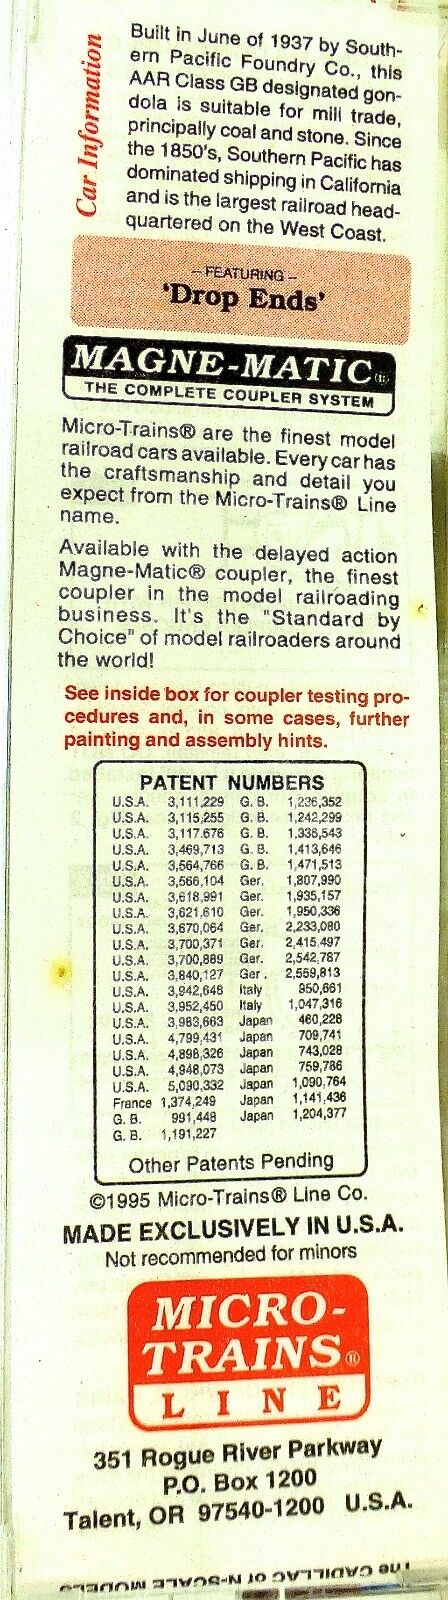 Car Information
Built in June of 1937 by South-
ern Pacific Foundry Co., this
AAR Class GB designated gon-
dola is suitable for mill trade,
principally coal and stone. Since
the 1850's, Southern Pacific has
dominated shipping in California
and is the largest railroad head-
quartered on the West Coast.
– FEATURING –
'Drop Ends'
MAGNE-MATIC®
THE COMPLETE COUPLER SYSTEM
Micro-Trains® are the finest model
railroad cars available. Every car has
the craftsmanship and detail you
expect from the Micro-Trains® Line
name.
Available with the delayed action
Magne-Matic® coupler, the finest
coupler in the model railroading
business. It's the "Standard by
Choice" of model railroaders around
the world!
See inside box for coupler testing pro-
cedures and, in some cases, further
painting and assembly hints.
PATENT NUMBERS
U.S.A. 3,111,229 G. B. 1,236,352
U.S.A. 3,115,255 G. B. 1,242,299
U.S.A. 3,117,676 G. B. 1,336,543
U.S.A. 3,469,713 G. B. 1,413,646
U.S.A. 3,564,766 G. B. 1,471,513
U.S.A. 3,566,104 Ger. 1,807,990
U.S.A. 3,618,991 Ger. 1,935,157
U.S.A. 3,621,610 Ger. 1,950,336
U.S.A. 3,670,064 Ger. 2,233,080
U.S.A. 3,700,371 Ger. 2,415,497
U.S.A. 3,700,889 Ger. 2,542,787
U.S.A. 3,840,127 Ger. 2,559,813
U.S.A. 3,942,648 Italy 950,661
U.S.A. 3,952,450 Italy 1,047,316
U.S.A. 3,983,663 Japan 460,228
U.S.A. 4,799,431 Japan 709,741
U.S.A. 4,898,326 Japan 743,028
U.S.A. 4,948,073 Japan 759,786
U.S.A. 5,090,332 Japan 1,090,764
France 1,374,249 Japan 1,141,436
G. B. 991,448 Japan 1,204,377
G. B. 1,191,227
Other Patents Pending
©1995 Micro-Trains® Line Co.
MADE EXCLUSIVELY IN U.S.A.
Not recommended for minors
MICRO-
TRAINS®
LINE
351 Rogue River Parkway
P.O. Box 1200
Talent, OR 97540-1200 U.S.A.
The CADILLAC of N-SCALE MODELS